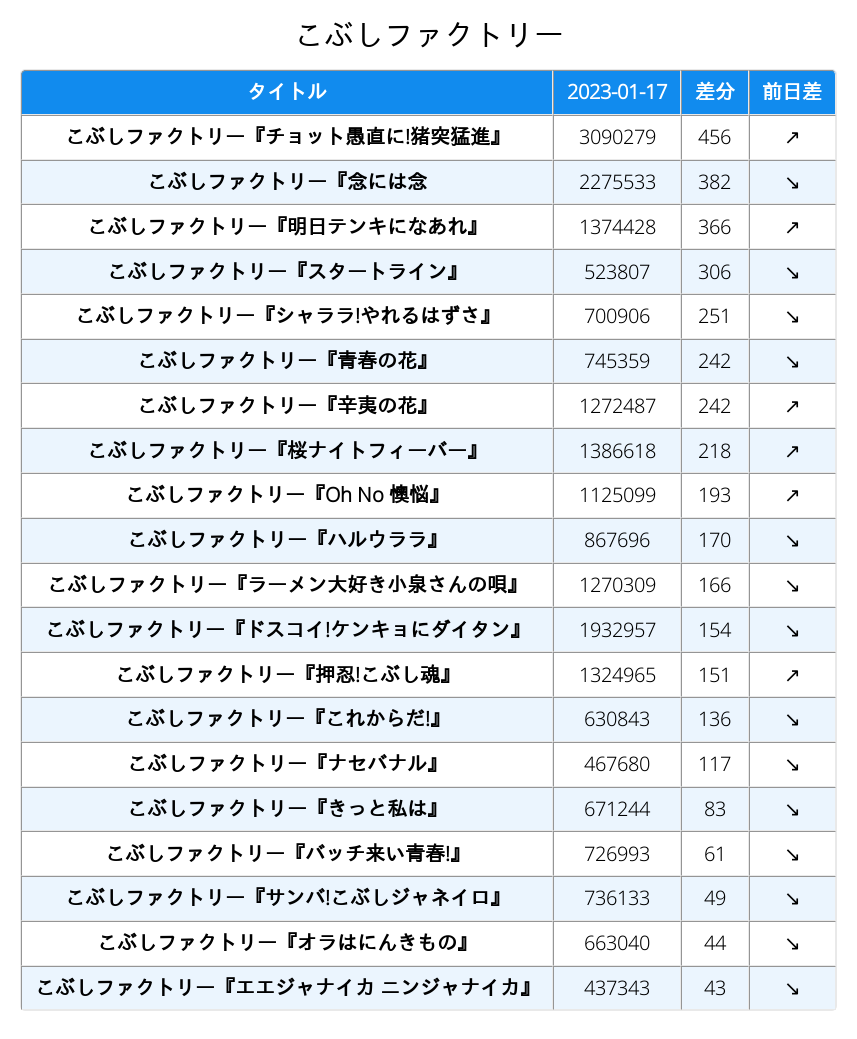 こぶしファクトリー
タイトル 2023-01-17 差分 前日差
こぶしファクトリー『チョット愚直に!猪突猛進』 3090279 456 ↗
こぶしファクトリー『念には念 2275533 382 ↘
こぶしファクトリー『明日テンキになあれ』 1374428 366 ↗
こぶしファクトリー『スタートライン』 523807 306 ↘
こぶしファクトリー『シャララ!やれるはずさ』 700906 251 ↘
こぶしファクトリー『青春の花』 745359 242 ↘
こぶしファクトリー『辛夷の花』 1272487 242 ↗
こぶしファクトリー『桜ナイトフィーバー』 1386618 218 ↗
こぶしファクトリー『Oh No 懊悩』 1125099 193 ↗
こぶしファクトリー『ハルウララ』 867696 170 ↘
こぶしファクトリー『ラーメン大好き小泉さんの唄』 1270309 166 ↘
こぶしファクトリー『ドスコイ!ケンキョにダイタン』 1932957 154 ↘
こぶしファクトリー『押忍!こぶし魂』 1324965 151 ↗
こぶしファクトリー『これからだ!』 630843 136 ↘
こぶしファクトリー『ナセバナル』 467680 117 ↘
こぶしファクトリー『きっと私は』 671244 83 ↘
こぶしファクトリー『バッチ来い青春!』 726993 61 ↘
こぶしファクトリー『サンバ!こぶしジャネイロ』 736133 49 ↘
こぶしファクトリー『オラはにんきもの』 663040 44 ↘
こぶしファクトリー『エエジャナイカ ニンジャナイカ』 437343 43 ↘